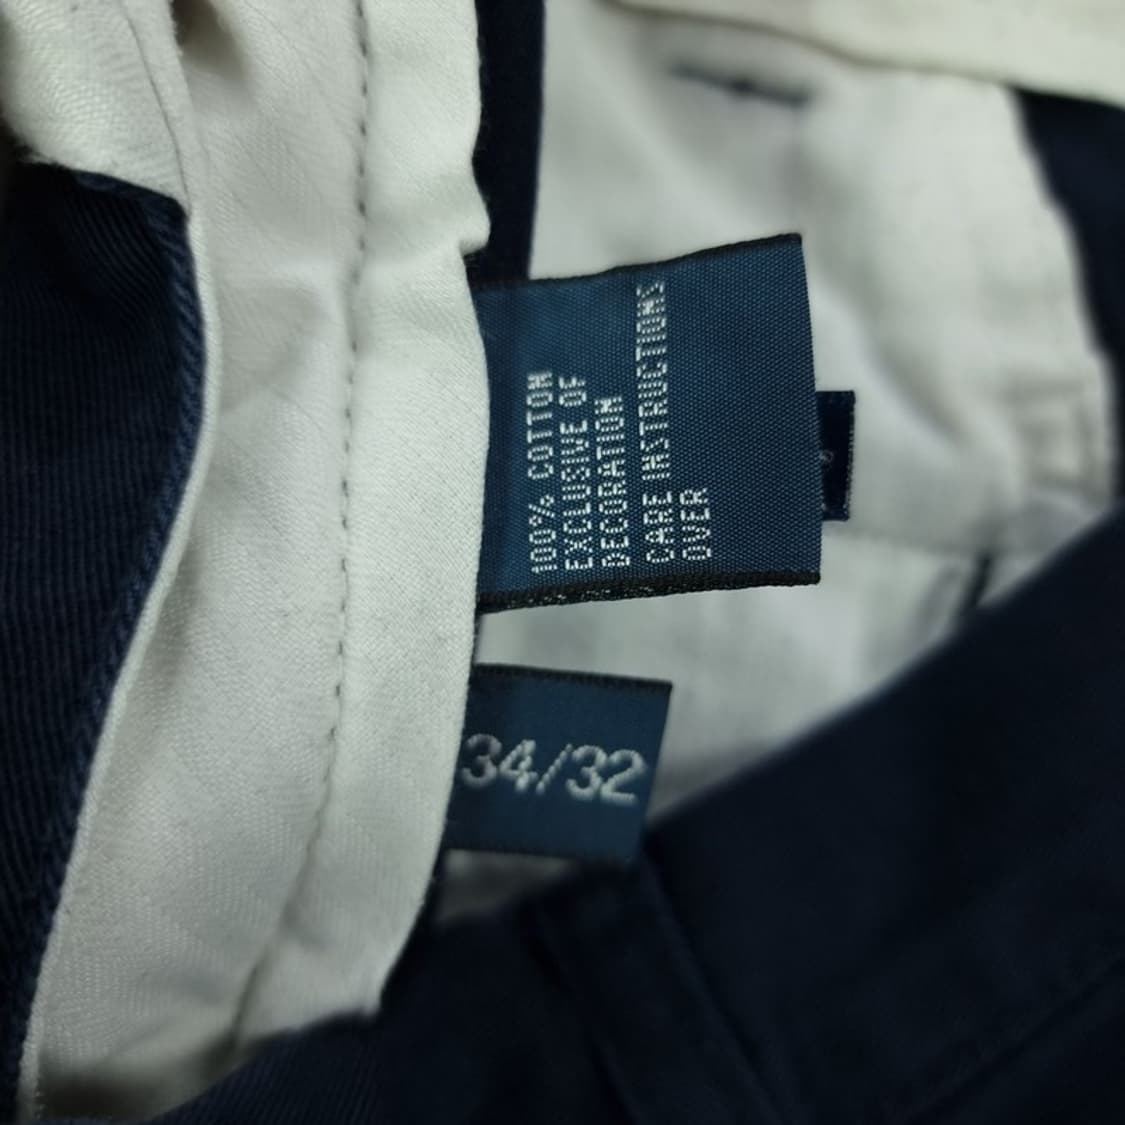 100% COTTON
EXCLUSIVE OF
DECORATION
CARE INSTRUCTIONS
OVER
34/32